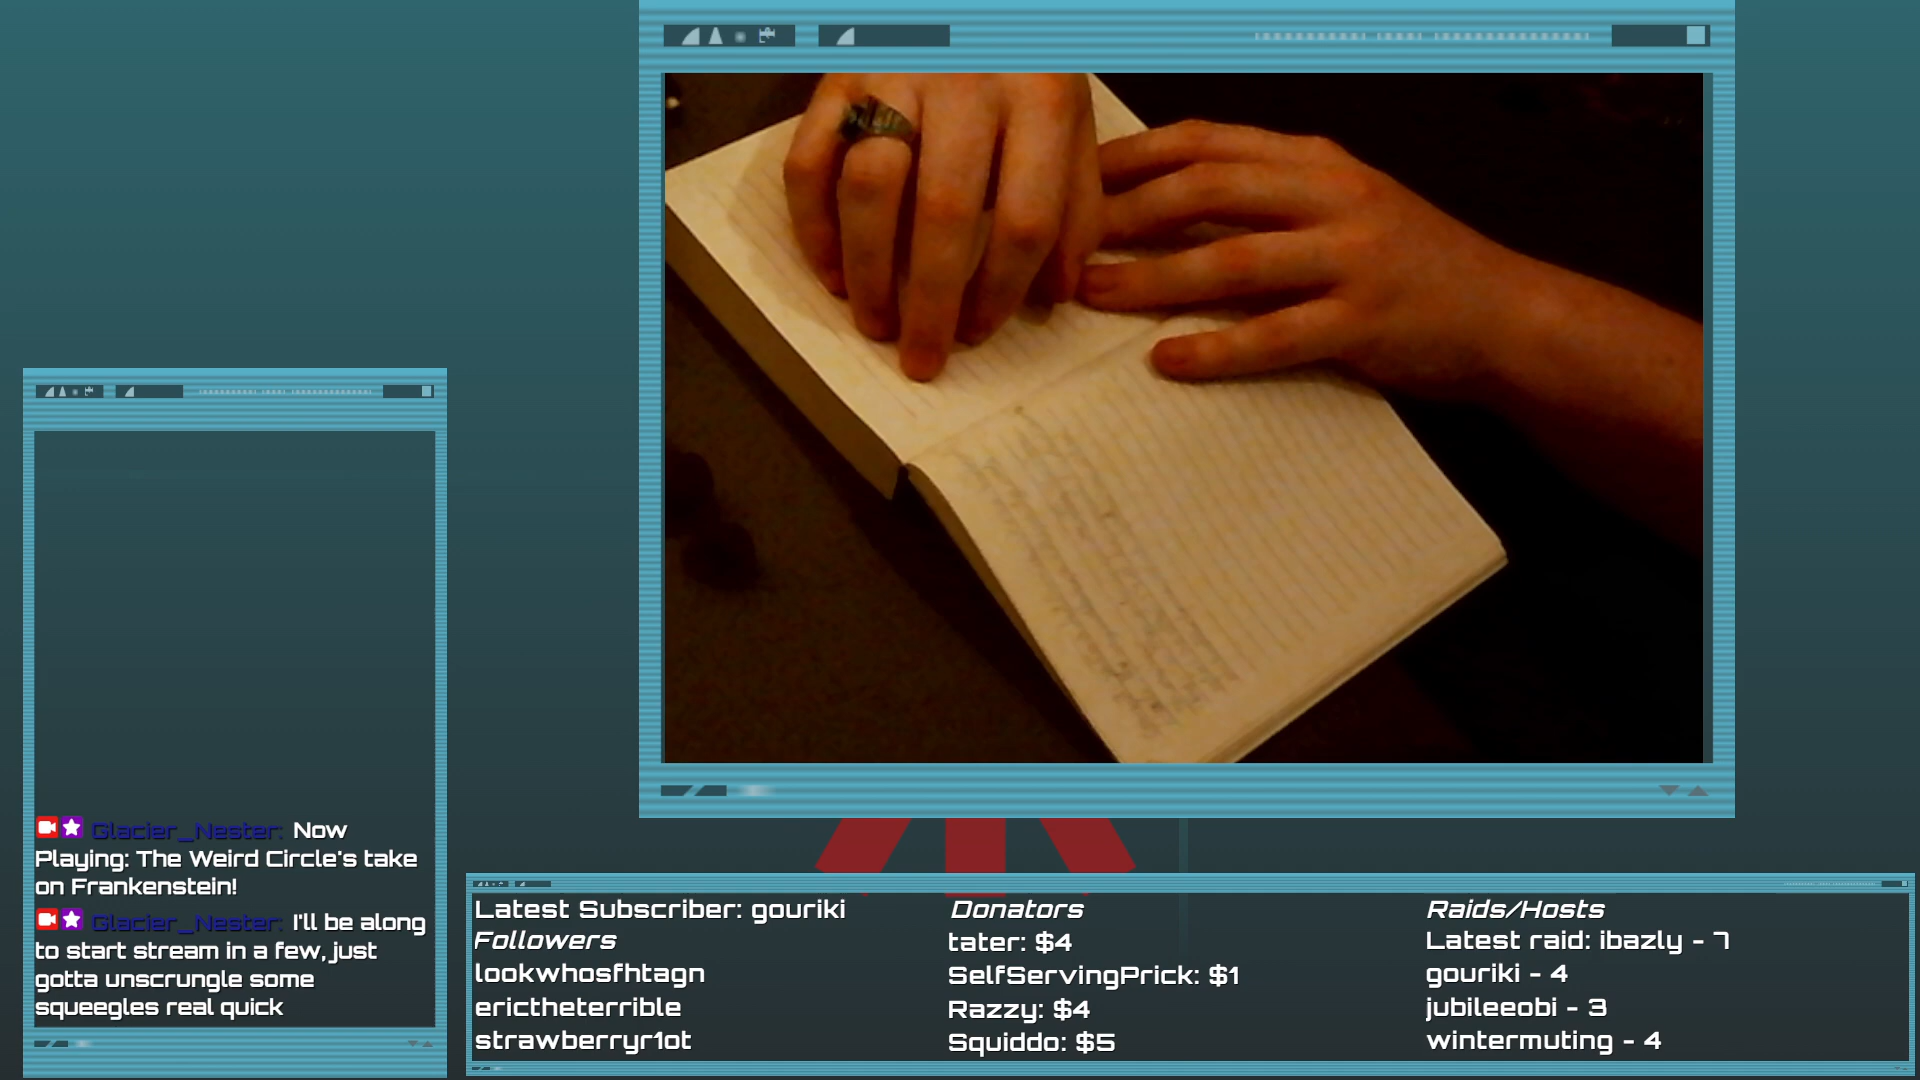 Glacier_Nester: Now
Playing: The Weird Circle's take
on Frankenstein!
Glacier_Nester: I'll be along
to start stream in a few, just
gotta unscrungle some
squeegles real quick
Latest Subscriber: gouriki
Followers
lookwhosfhtagn
erictheterrible
strawberryr1ot
Donators
tater: $4
SelfServingPrick: $1
Razzy: $4
Squiddo: $5
Raids/Hosts
Latest raid: ibazly - 7
gouriki - 4
jubileeobi - 3
wintermuting - 4